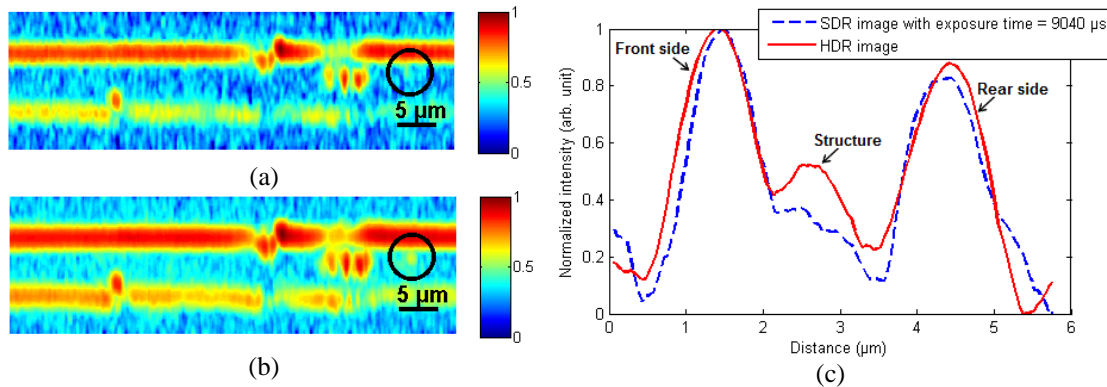 1
0.5
0
5 µm
(a)
1
0.5
0
5 µm
(b)
SDR image with exposure time = 9040 µs
HDR image
Front side
Structure
Rear side
Normalized intensity (arb. unit)
1
0.8
0.6
0.4
0.2
0
0 1 2 3 4 5 6
Distance (µm)
(c)